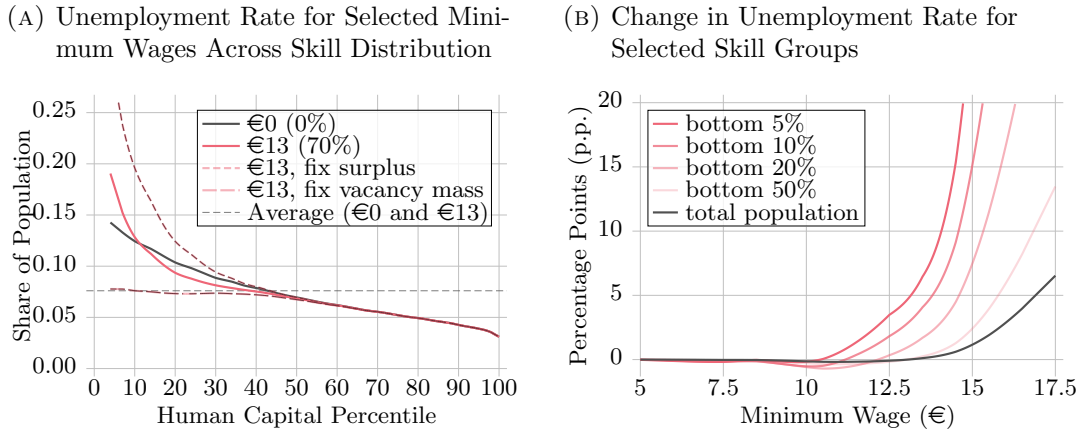 (A) Unemployment Rate for Selected Mini-
mum Wages Across Skill Distribution
Share of Population
0.25
0.20
0.15
0.10
0.05
0.00
€0 (0%)
€13 (70%)
€13, fix surplus
€13, fix vacancy mass
Average (€0 and €13)
0 10 20 30 40 50 60 70 80 90 100
Human Capital Percentile
(B) Change in Unemployment Rate for
Selected Skill Groups
Percentage Points (p.p.)
20
15
10
5
0
bottom 5%
bottom 10%
bottom 20%
bottom 50%
total population
5 7.5 10 12.5 15 17.5
Minimum Wage (€)